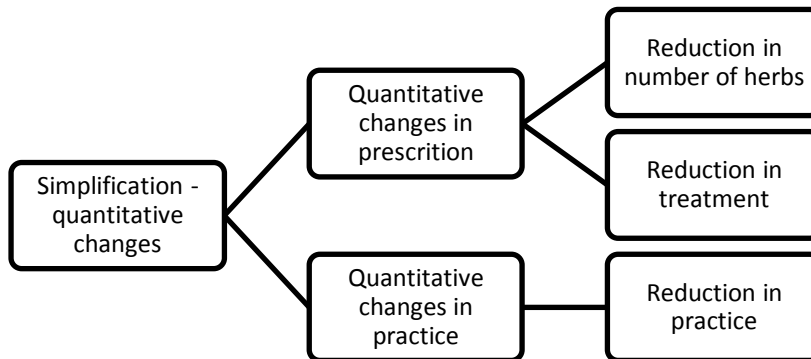 Simplification -
quantitative
changes
Quantitative
changes in
prescrition
Reduction in
number of herbs
Reduction in
treatment
Quantitative
changes in
practice
Reduction in
practice